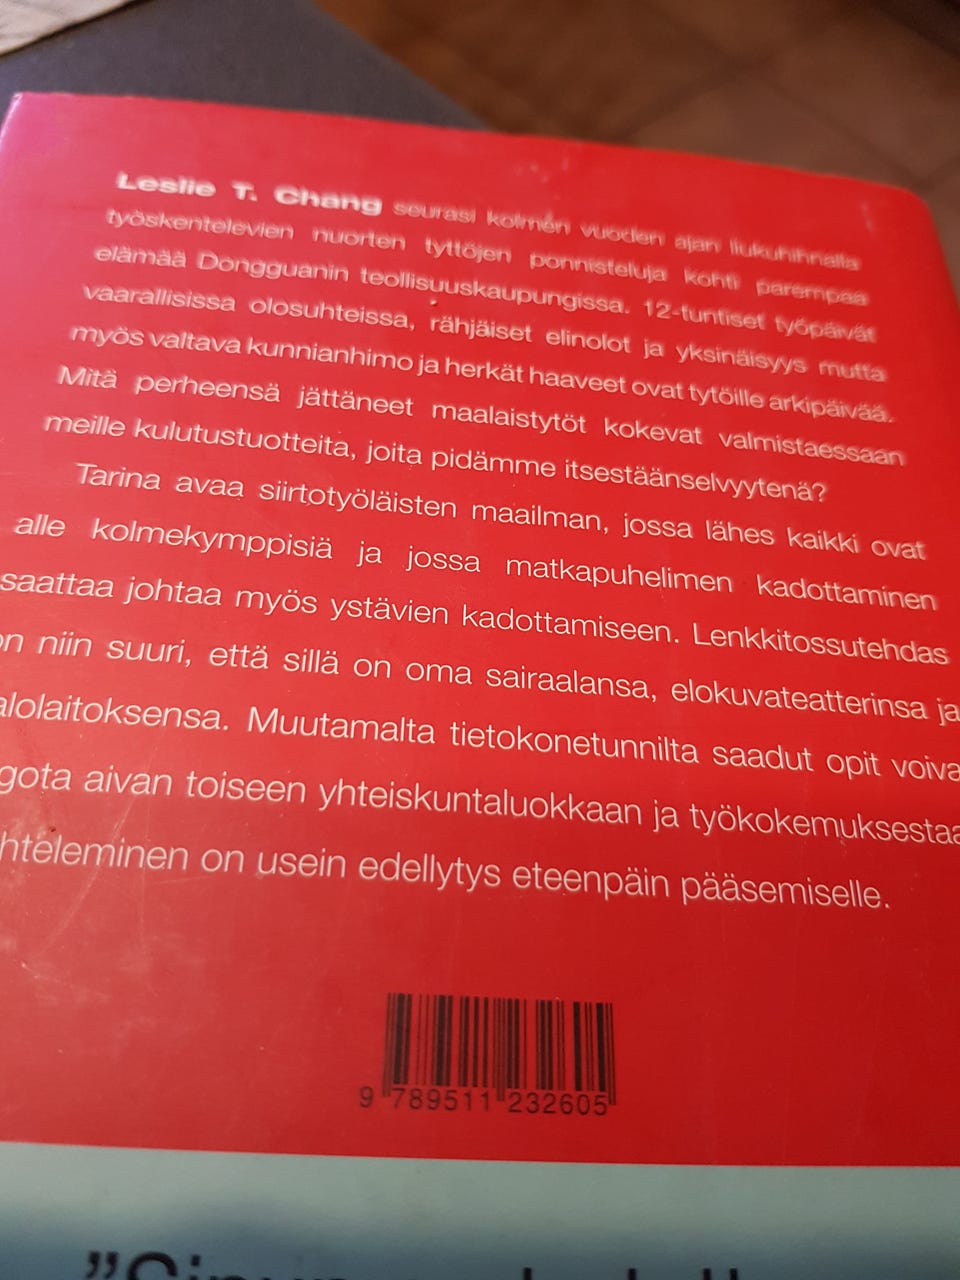 Leslie T. Chang seurasi kolmen vuoden ajan liukuhihnalla
työskentelevien nuorten tyttöjen ponnisteluja kohti parempaa
elämää Dongguanin teollisuuskaupungissa. 12-tuntiset työpäivät
vaarallisissa olosuhteissa, rähjäiset elinolot ja yksinäisyys mutta
myös valtava kunnianhimo ja herkät haaveet ovat tytöille arkipäivää.
Mitä perheensä jättäneet maalaistytöt kokevat valmistaessaan
meille kulutustuotteita, joita pidämme itsestäänselvyytenä?
Tarina avaa siirtotyöläisten maailman, jossa lähes kaikki ovat
alle kolmekymppisiä ja jossa matkapuhelimen kadottaminen
saattaa johtaa myös ystävien kadottamiseen. Lenkkitossutehdas
on niin suuri, että sillä on oma sairaalansa, elokuvateatterinsa ja
alolaitoksensa. Muutamalta tietokonetunnilta saadut opit voiva
gota aivan toiseen yhteiskuntaluokkaan ja työkokemuksestaa
hteleminen on usein edellytys eteenpäin pääsemiselle.
9 789511 232605